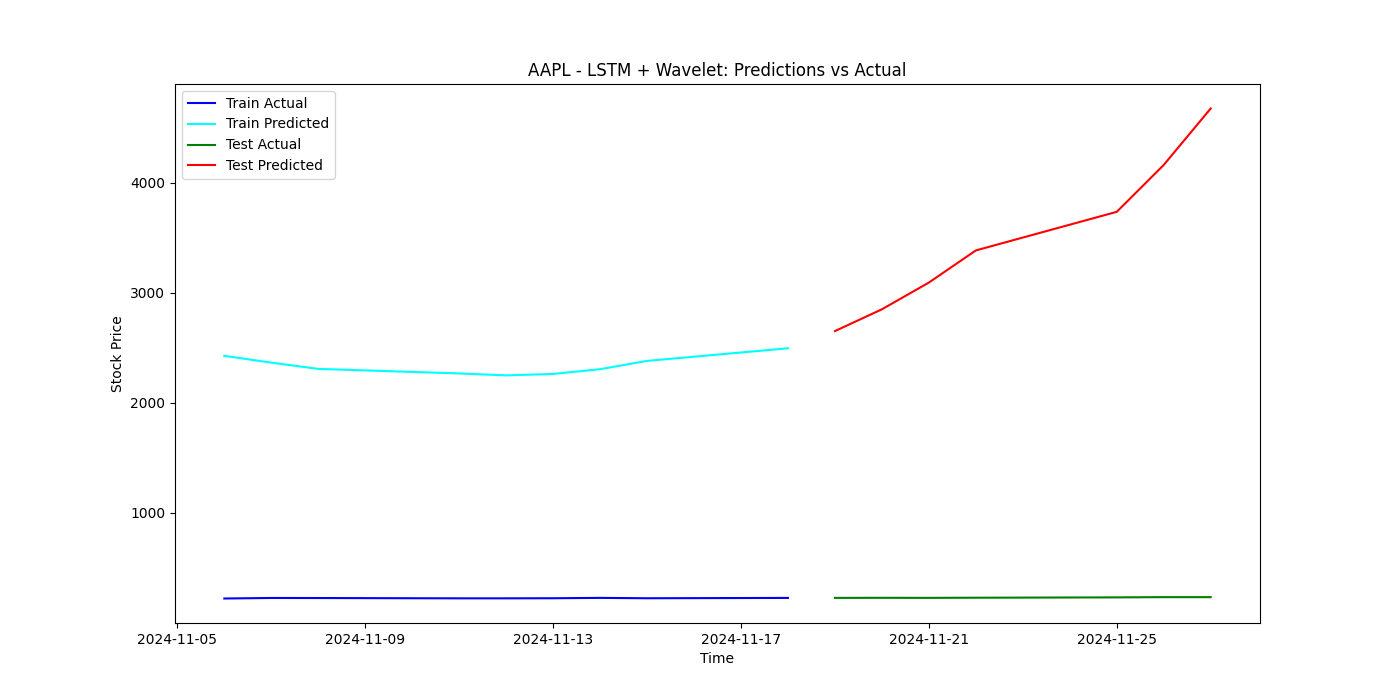 AAPL - LSTM + Wavelet: Predictions vs Actual
Train Actual
Train Predicted
Test Actual
Test Predicted
4000
3000
2000
1000
Stock Price
2024-11-05
2024-11-09
2024-11-13
2024-11-17
2024-11-21
2024-11-25
Time